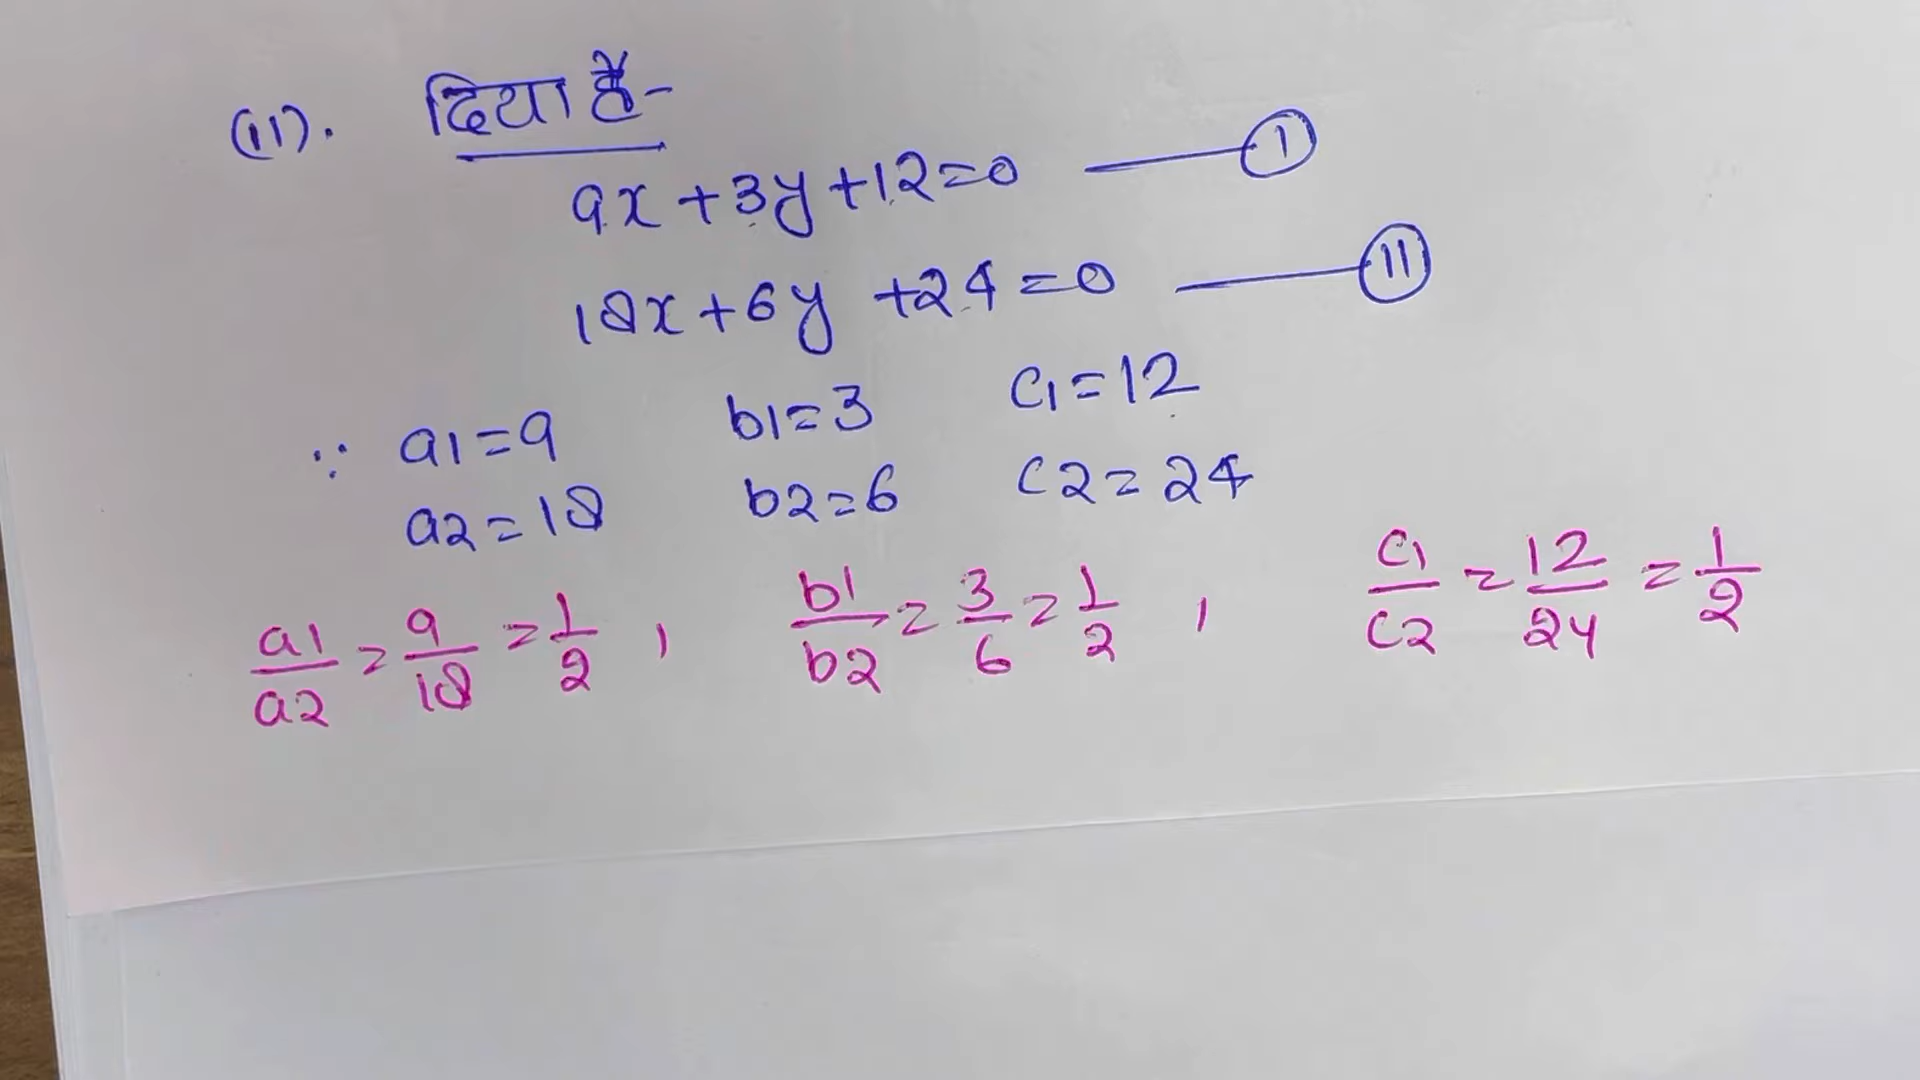 (ii). दिया है-
9x+3y+12=0 —— I
18x+6y+24=0 —— II
∵ a1=9 b1=3 c1=12
a2=18 b2=6 c2=24
a1/a2=9/18=1/2, b1/b2=3/6=1/2, c1/c2=12/24=1/2